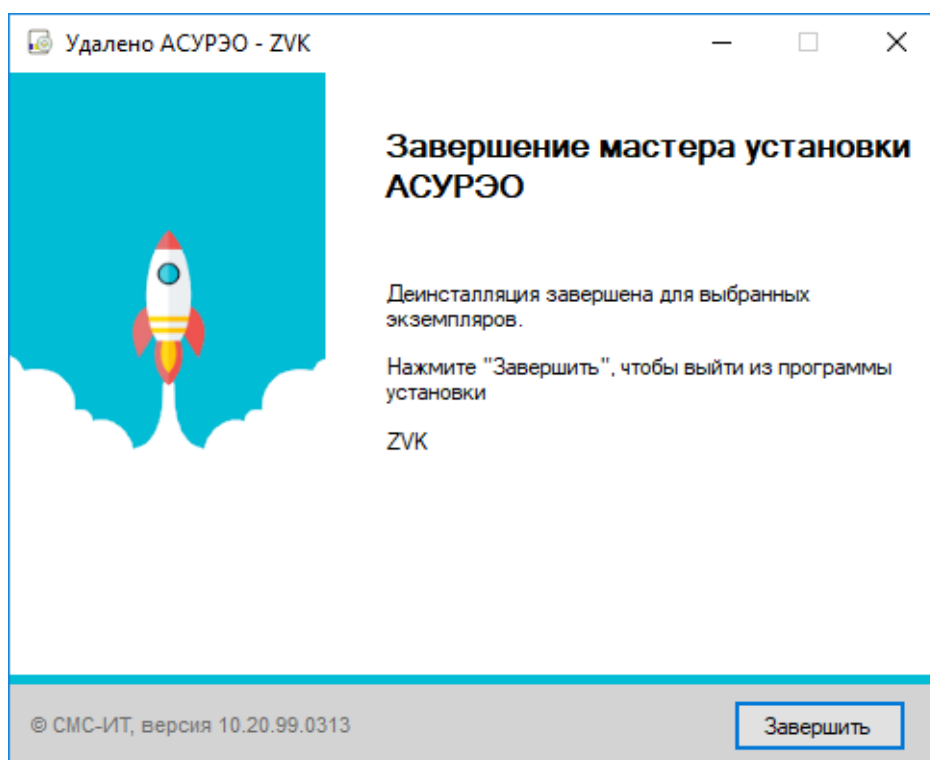 Удалено АСУРЭО - ZVK
Завершение мастера установки
АСУРЭО
Деинсталляция завершена для выбранных
экземпляров.
Нажмите "Завершить", чтобы выйти из программы
установки
ZVK
© СМС-ИТ, версия 10.20.99.0313
Завершить